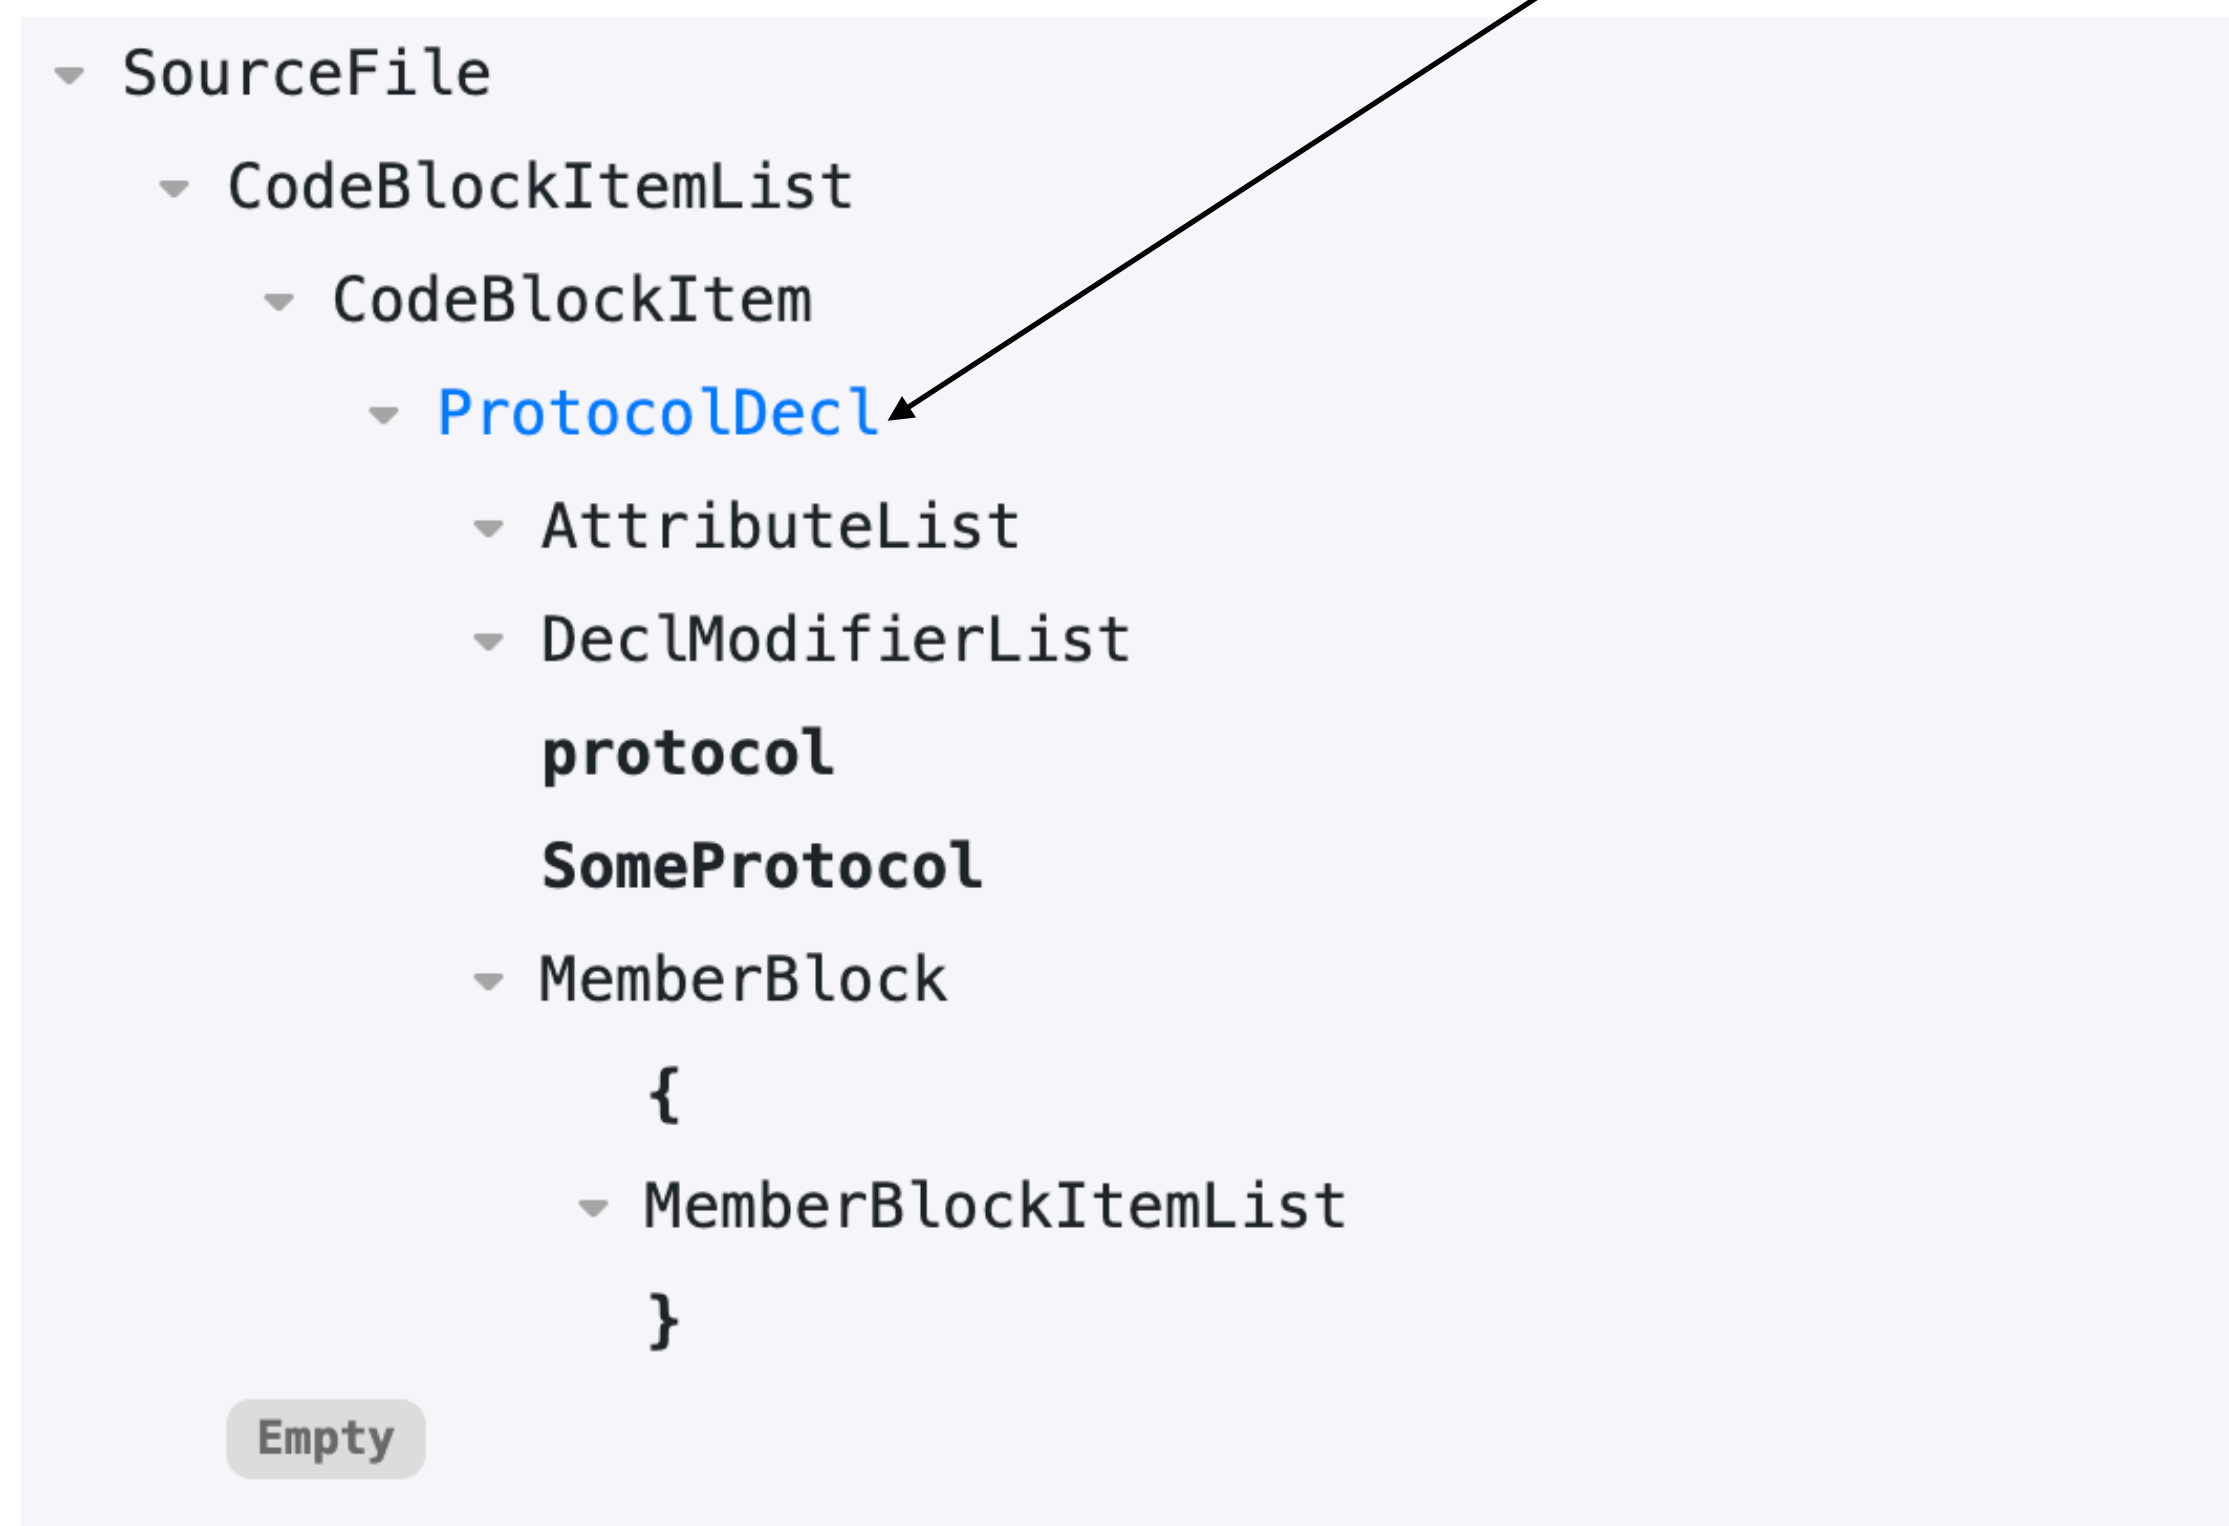 SourceFile
CodeBlockItemList
CodeBlockItem
ProtocolDecl
AttributeList
DeclModifierList
protocol
SomeProtocol
MemberBlock
{
MemberBlockItemList
}
Empty